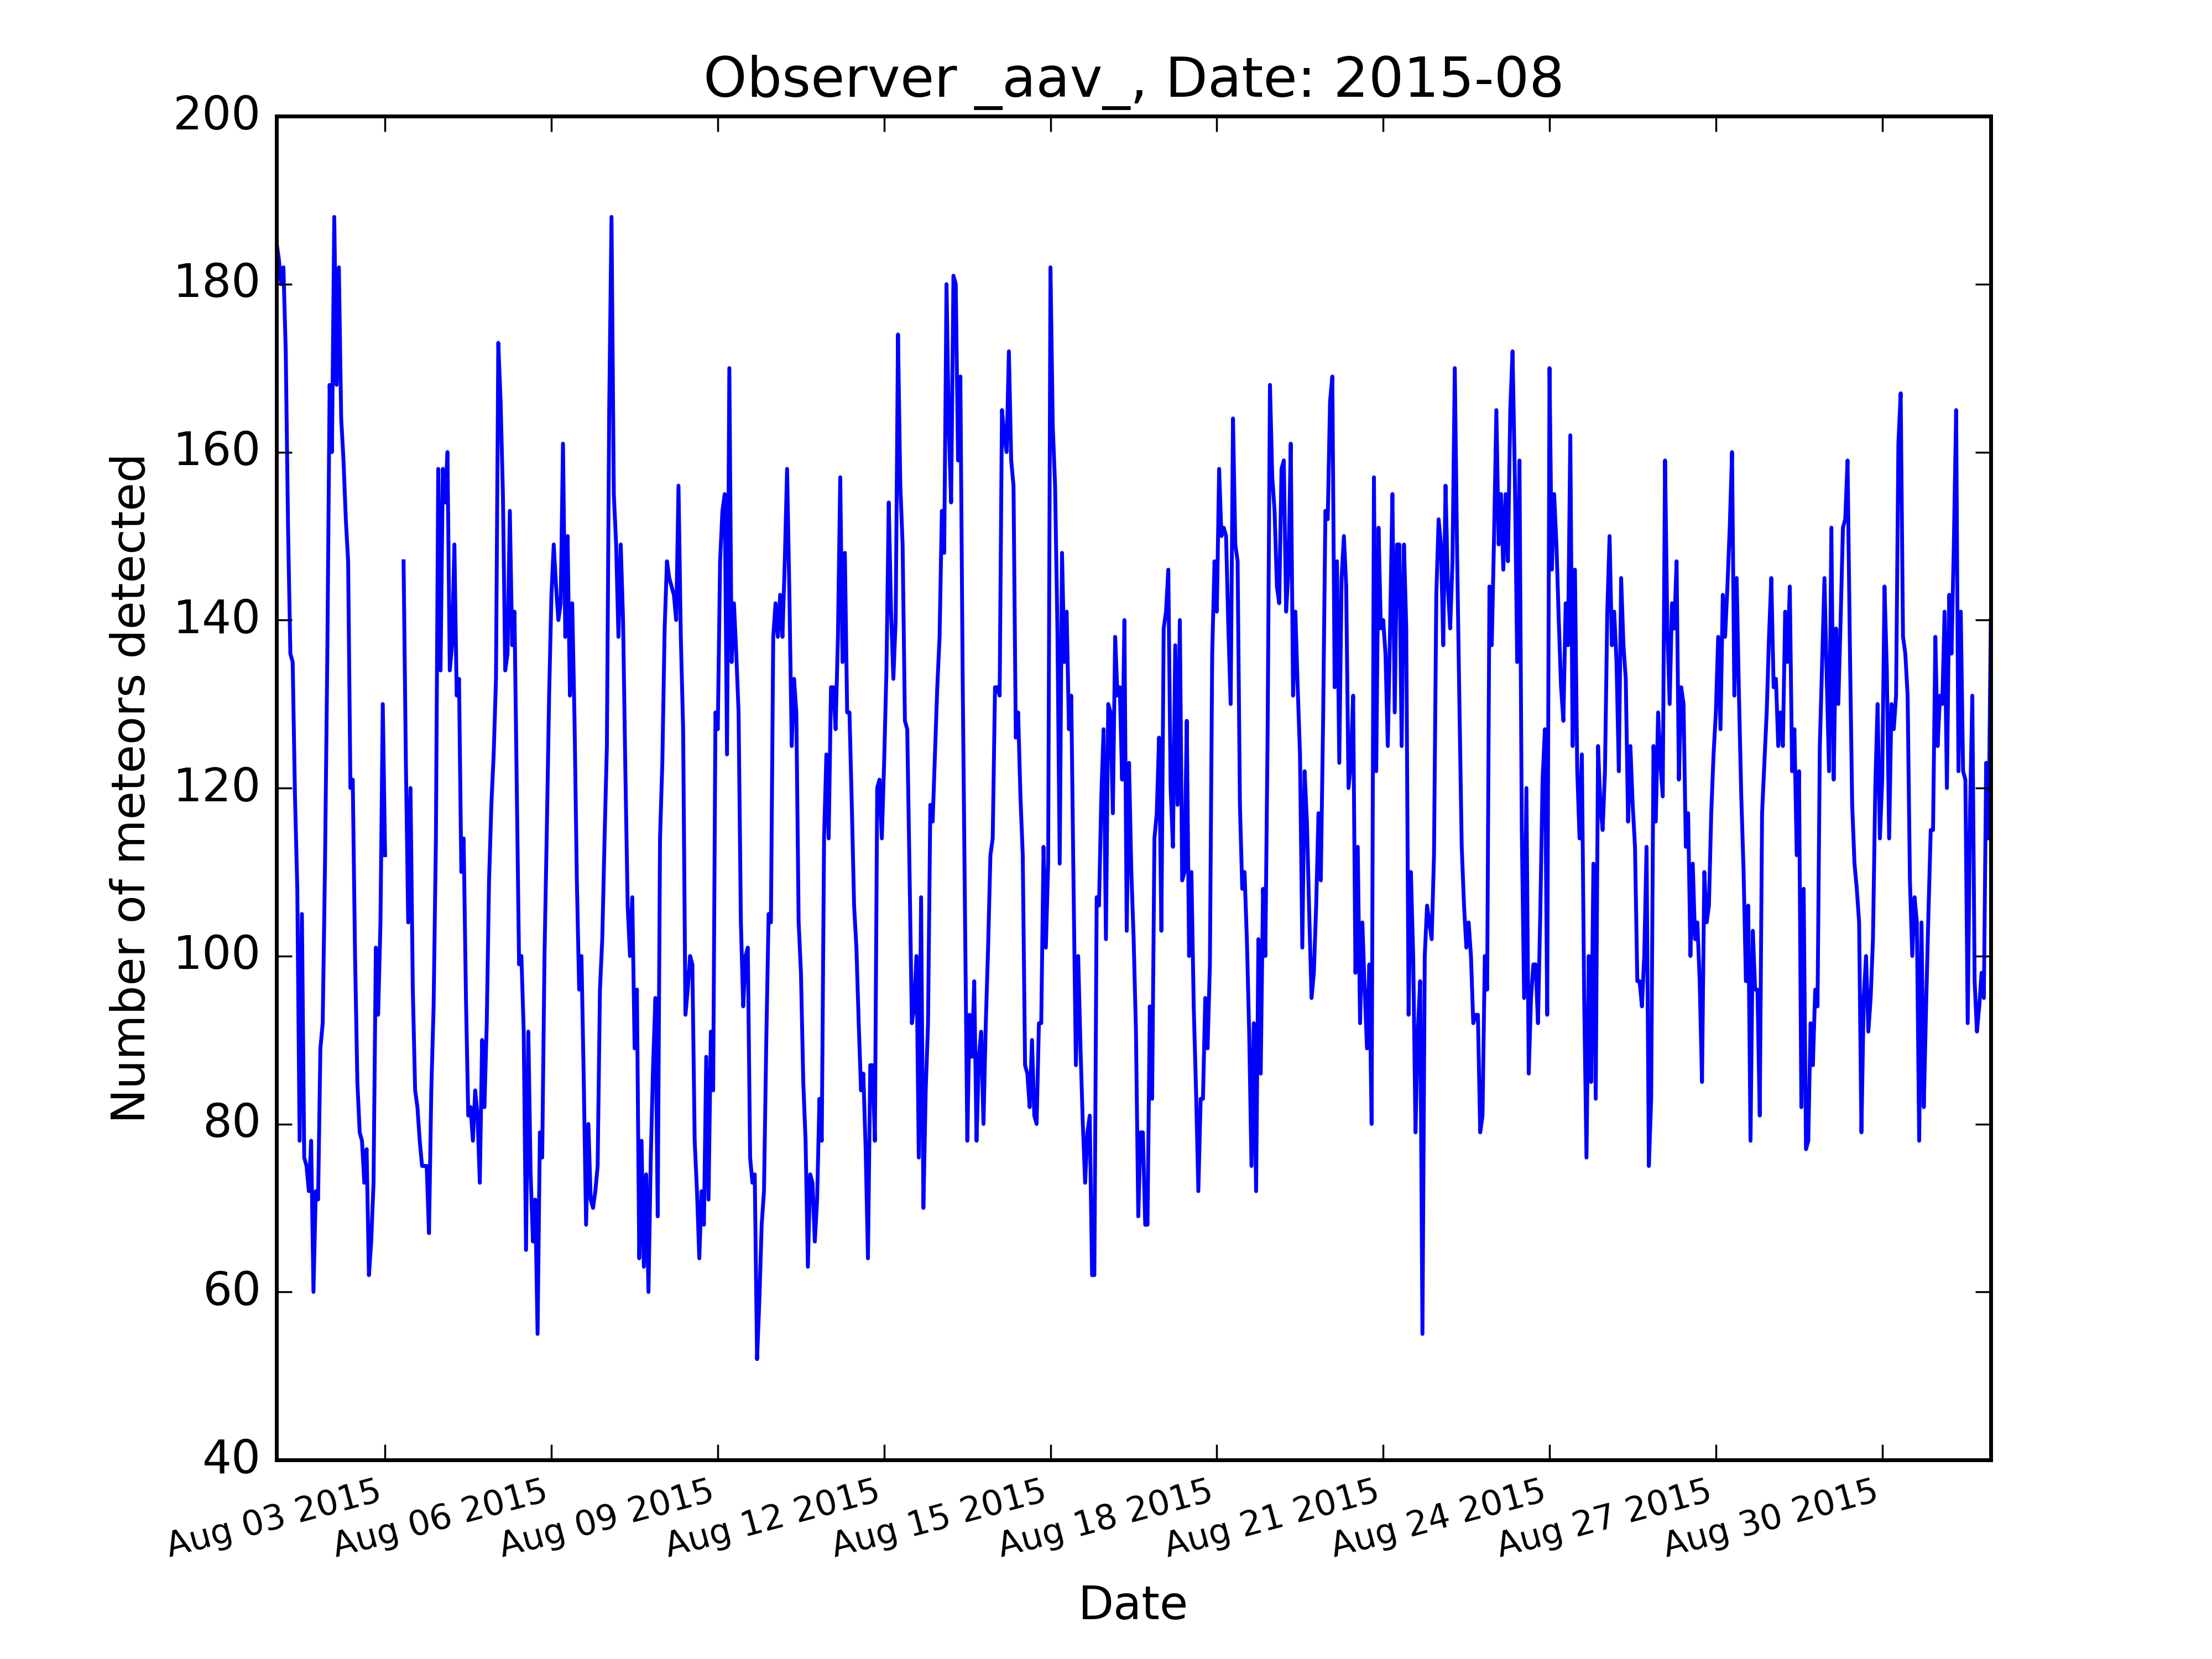 Observer _aav_, Date: 2015-08
Number of meteors detected
200
180
160
140
120
100
80
60
40
Aug 03 2015
Aug 06 2015
Aug 09 2015
Aug 12 2015
Aug 15 2015
Aug 18 2015
Aug 21 2015
Aug 24 2015
Aug 27 2015
Aug 30 2015
Date